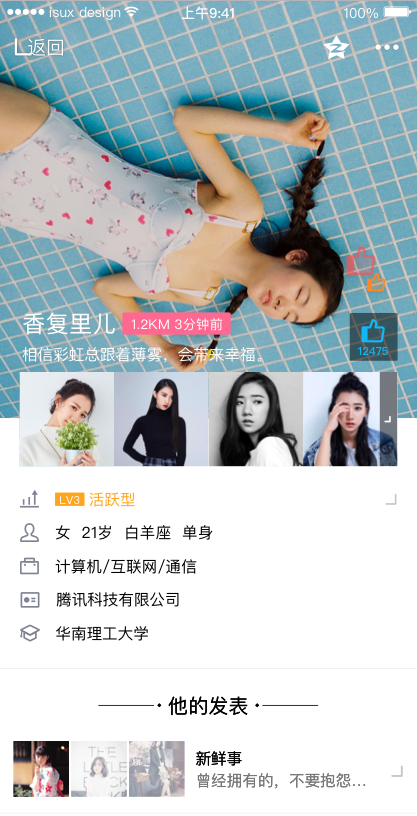 isux design 上午9:41 100%
返回
香复里儿 1.2KM 3分钟前
相信彩虹总跟着薄雾，会带来幸福。
12475
LV3 活跃型
女 21岁 白羊座 单身
计算机/互联网/通信
腾讯科技有限公司
华南理工大学
· 他的发表 ·
新鲜事
曾经拥有的，不要抱怨...